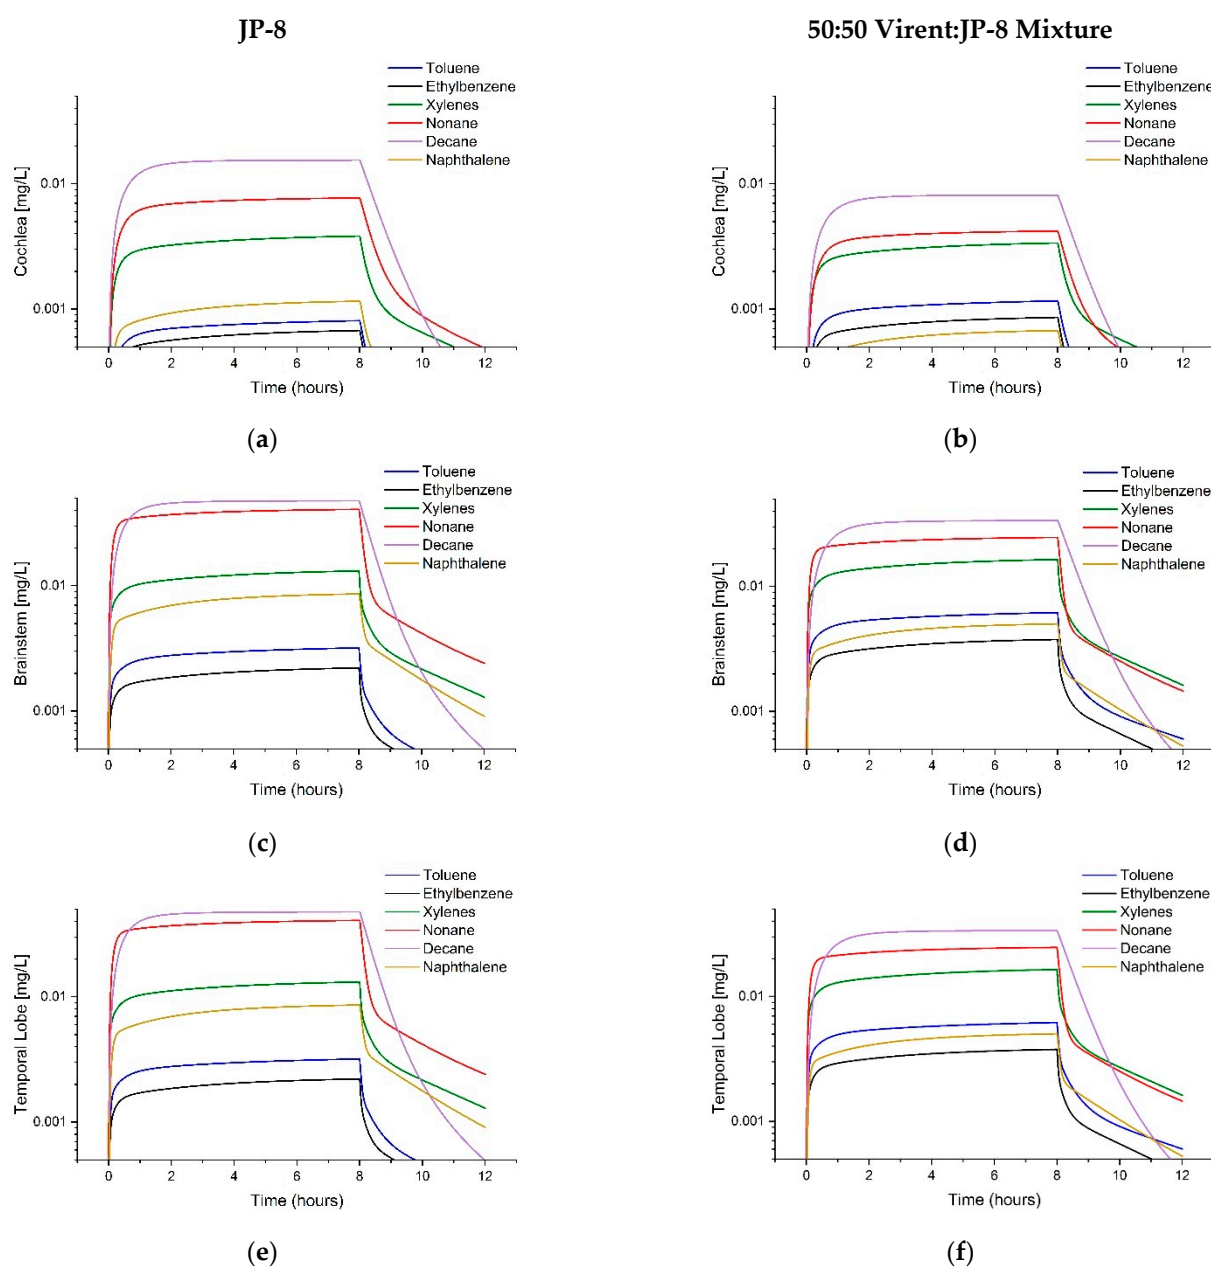 JP-8
50:50 Virent:JP-8 Mixture
Toluene
Ethylbenzene
Xylenes
Nonane
Decane
Naphthalene
0.01
0.001
Cochlea [mg/L]
0 2 4 6 8 10 12
Time (hours)
(a)
Toluene
Ethylbenzene
Xylenes
Nonane
Decane
Naphthalene
0.01
0.001
Cochlea [mg/L]
0 2 4 6 8 10 12
Time (hours)
(b)
Toluene
Ethylbenzene
Xylenes
Nonane
Decane
Naphthalene
0.01
0.001
Brainstem [mg/L]
0 2 4 6 8 10 12
Time (hours)
(c)
Toluene
Ethylbenzene
Xylenes
Nonane
Decane
Naphthalene
0.01
0.001
Brainstem [mg/L]
0 2 4 6 8 10 12
Time (hours)
(d)
Toluene
Ethylbenzene
Xylenes
Nonane
Decane
Naphthalene
0.01
0.001
Temporal Lobe [mg/L]
0 2 4 6 8 10 12
Time (hours)
(e)
Toluene
Ethylbenzene
Xylenes
Nonane
Decane
Naphthalene
0.01
0.001
Temporal Lobe [mg/L]
0 2 4 6 8 10 12
Time (hours)
(f)